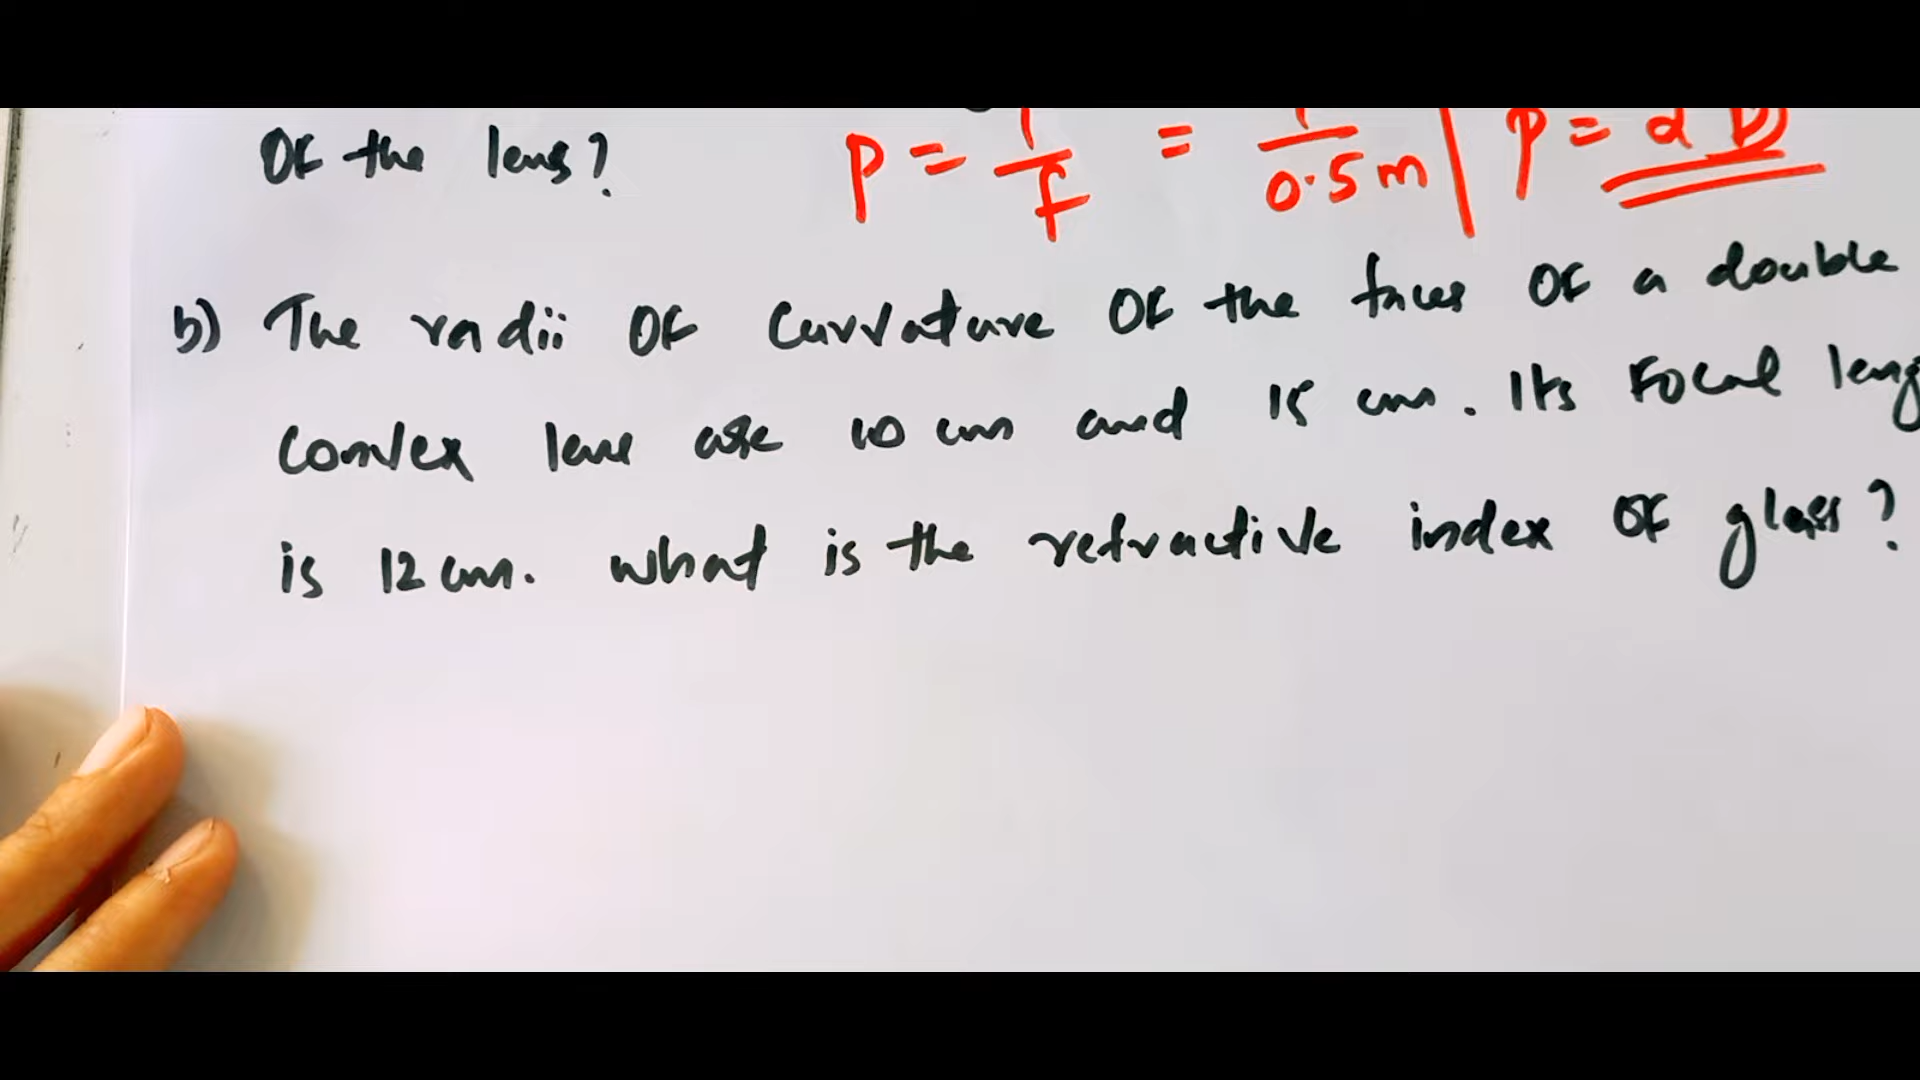 Of the lens? P = 1/f = 1/0.5m | P = 2D
b) The radii of curvature of the faces of a double
convex lens are 10 cm and 15 cm. Its focal leng
is 12 cm. what is the refractive index of glass?